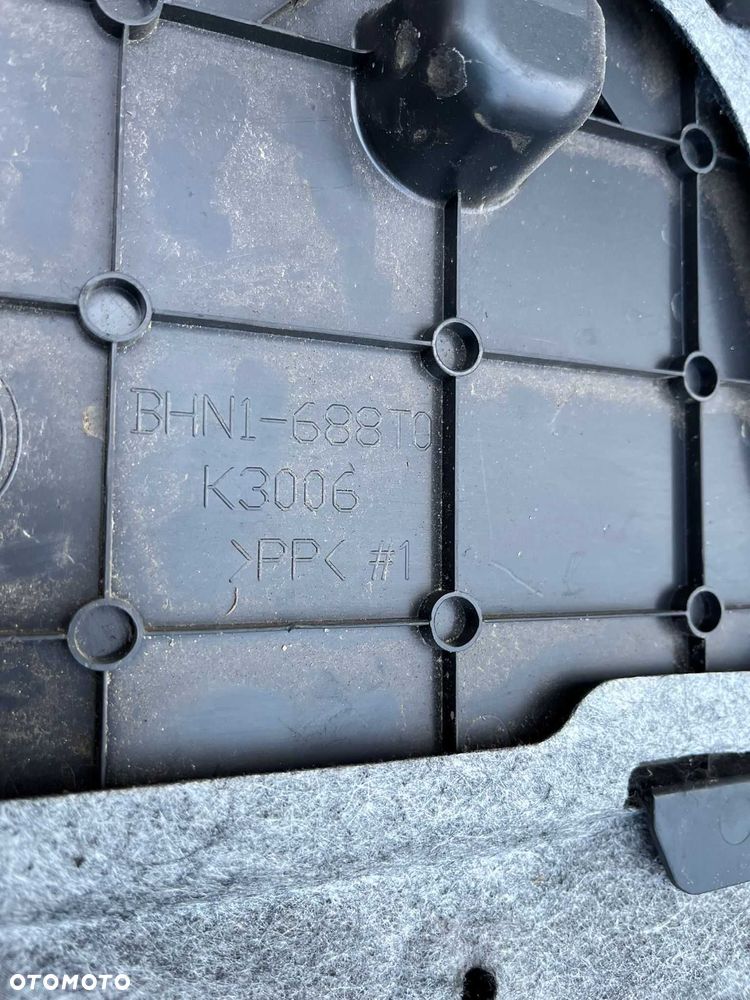 BHN1-688T0
K3006
>PP< #1
OTOMOTO